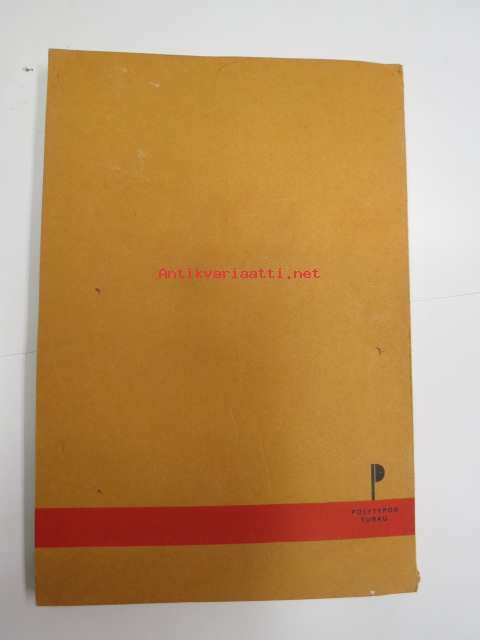 Antikvariaatti.net
P
POLYTYPOS
TURKU